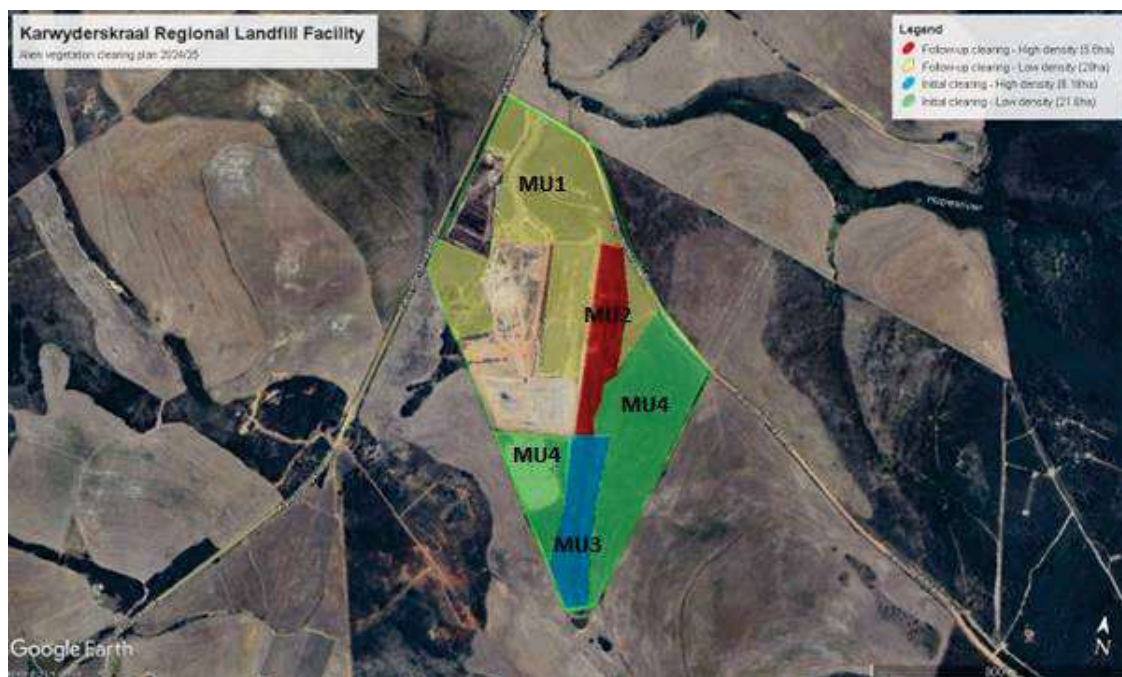 Karwyderskraal Regional Landfill Facility
Alien vegetation clearing plan 2024/25
Legend
Follow-up clearing - High density (5.6ha)
Follow-up clearing - Low density (29ha)
Initial clearing - High density (6.18ha)
Initial clearing - Low density (21.6ha)
MU1
MU2
MU4
MU4
MU3
Google Earth
N